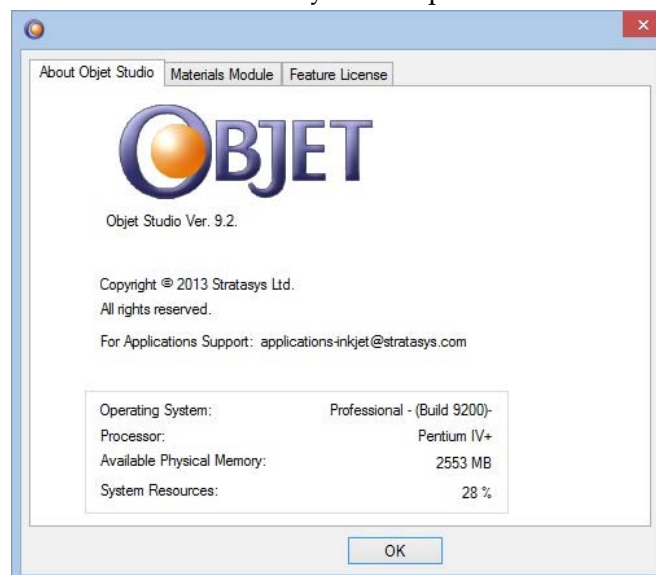 About Objet Studio Materials Module Feature License
OBJET
Objet Studio Ver. 9.2.
Copyright © 2013 Stratasys Ltd.
All rights reserved.
For Applications Support: applications-inkjet@stratasys.com
Operating System: Professional - (Build 9200)-
Processor: Pentium IV+
Available Physical Memory: 2553 MB
System Resources: 28 %
OK